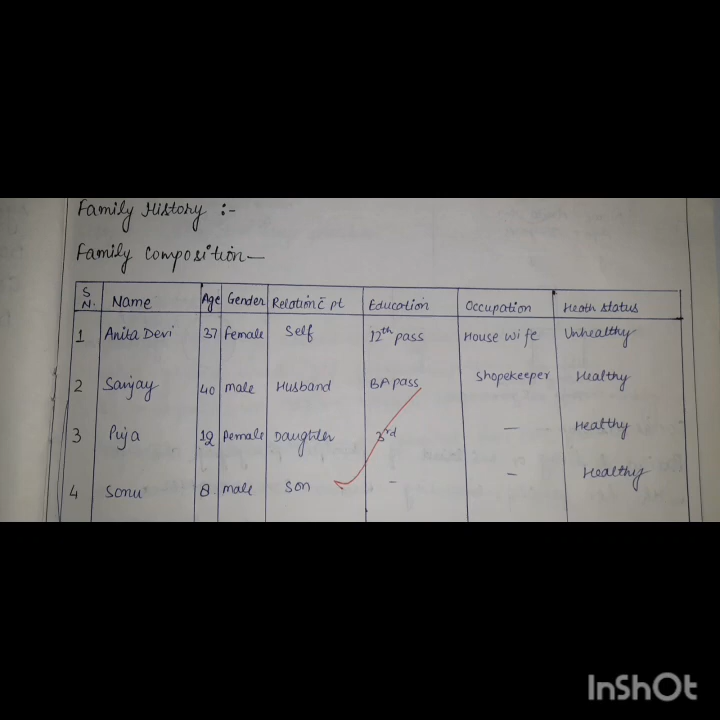 Family History :-
Family Composition —
S N. Name Age Gender Relation c̄ pt Education Occupation Heath status
1 Anita Devi 37 Female Self 12th pass House wife Unhealthy
2 Sanjay 40 male Husband BA pass Shopekeeper Healthy
3 Puja 12 Female Daughter 3rd — Healthy
4 Sonu 8. male Son - - Healthy
InShOt